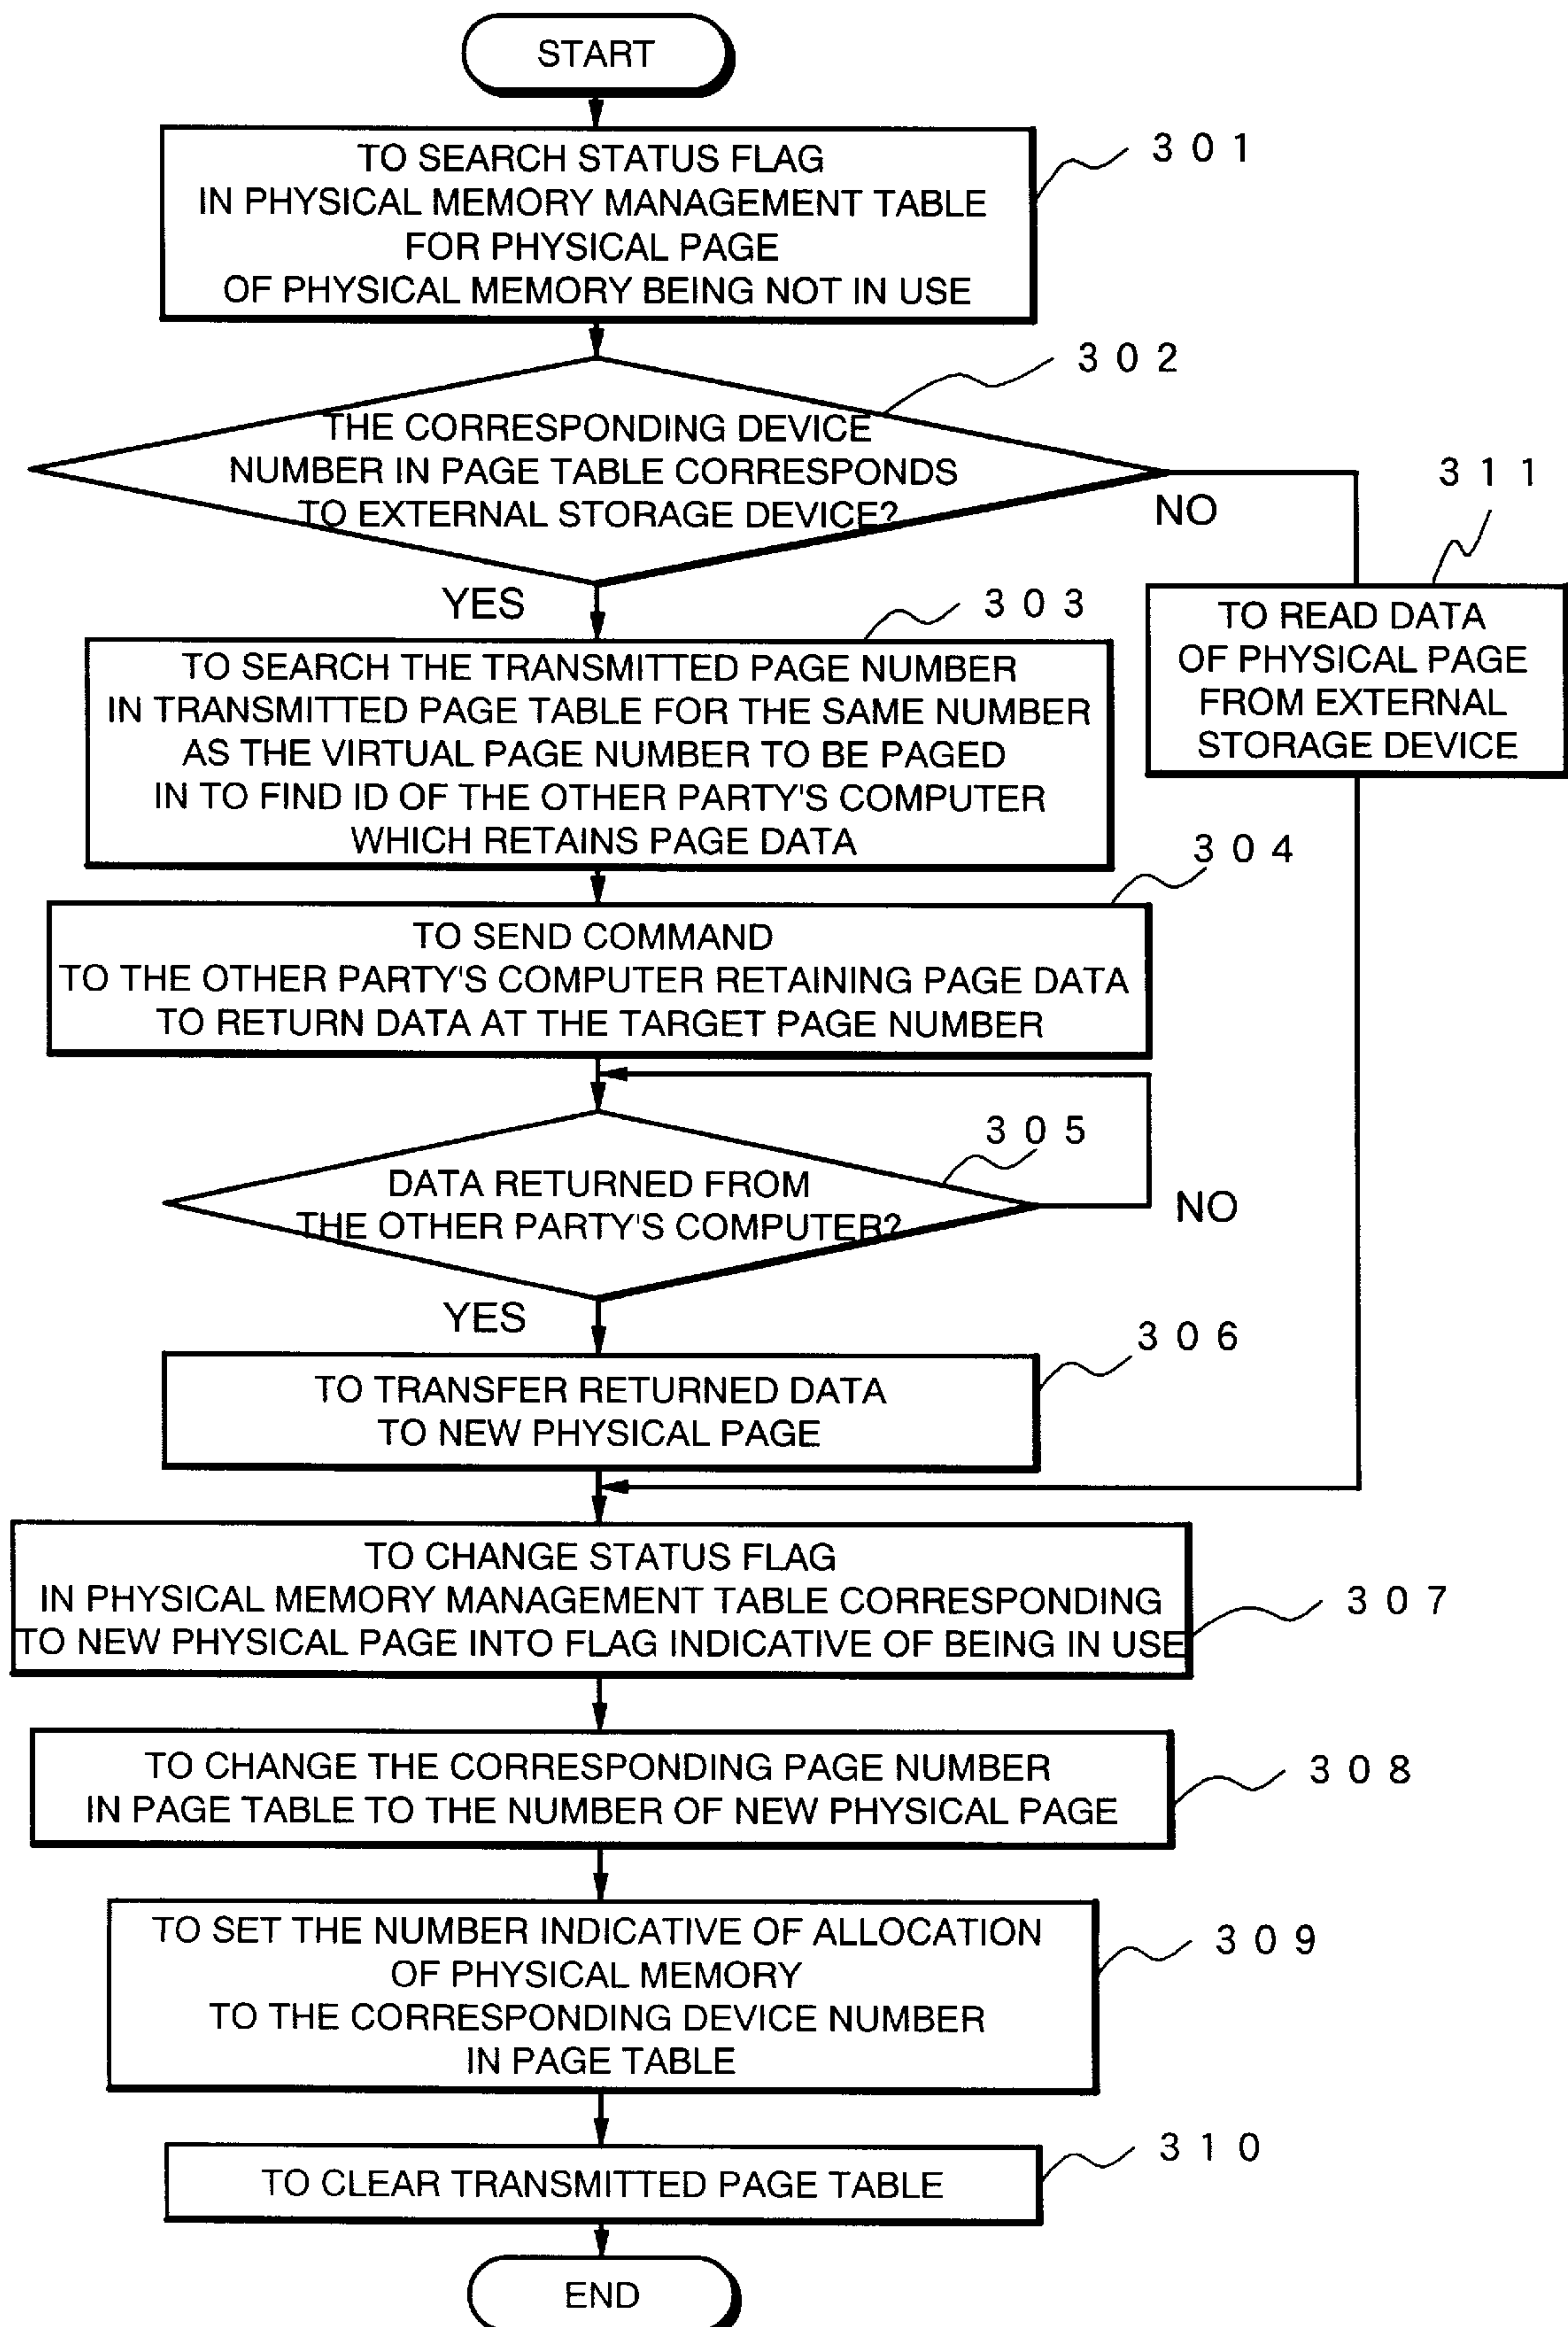 START
TO SEARCH STATUS FLAG
IN PHYSICAL MEMORY MANAGEMENT TABLE
FOR PHYSICAL PAGE
OF PHYSICAL MEMORY BEING NOT IN USE
301
302
THE CORRESPONDING DEVICE
NUMBER IN PAGE TABLE CORRESPONDS
TO EXTERNAL STORAGE DEVICE?
NO
YES
311
TO READ DATA
OF PHYSICAL PAGE
FROM EXTERNAL
STORAGE DEVICE
303
TO SEARCH THE TRANSMITTED PAGE NUMBER
IN TRANSMITTED PAGE TABLE FOR THE SAME NUMBER
AS THE VIRTUAL PAGE NUMBER TO BE PAGED
IN TO FIND ID OF THE OTHER PARTY'S COMPUTER
WHICH RETAINS PAGE DATA
304
TO SEND COMMAND
TO THE OTHER PARTY'S COMPUTER RETAINING PAGE DATA
TO RETURN DATA AT THE TARGET PAGE NUMBER
305
DATA RETURNED FROM
THE OTHER PARTY'S COMPUTER?
NO
YES
306
TO TRANSFER RETURNED DATA
TO NEW PHYSICAL PAGE
TO CHANGE STATUS FLAG
IN PHYSICAL MEMORY MANAGEMENT TABLE CORRESPONDING
TO NEW PHYSICAL PAGE INTO FLAG INDICATIVE OF BEING IN USE
307
TO CHANGE THE CORRESPONDING PAGE NUMBER
IN PAGE TABLE TO THE NUMBER OF NEW PHYSICAL PAGE
308
TO SET THE NUMBER INDICATIVE OF ALLOCATION
OF PHYSICAL MEMORY
TO THE CORRESPONDING DEVICE NUMBER
IN PAGE TABLE
309
TO CLEAR TRANSMITTED PAGE TABLE
310
END